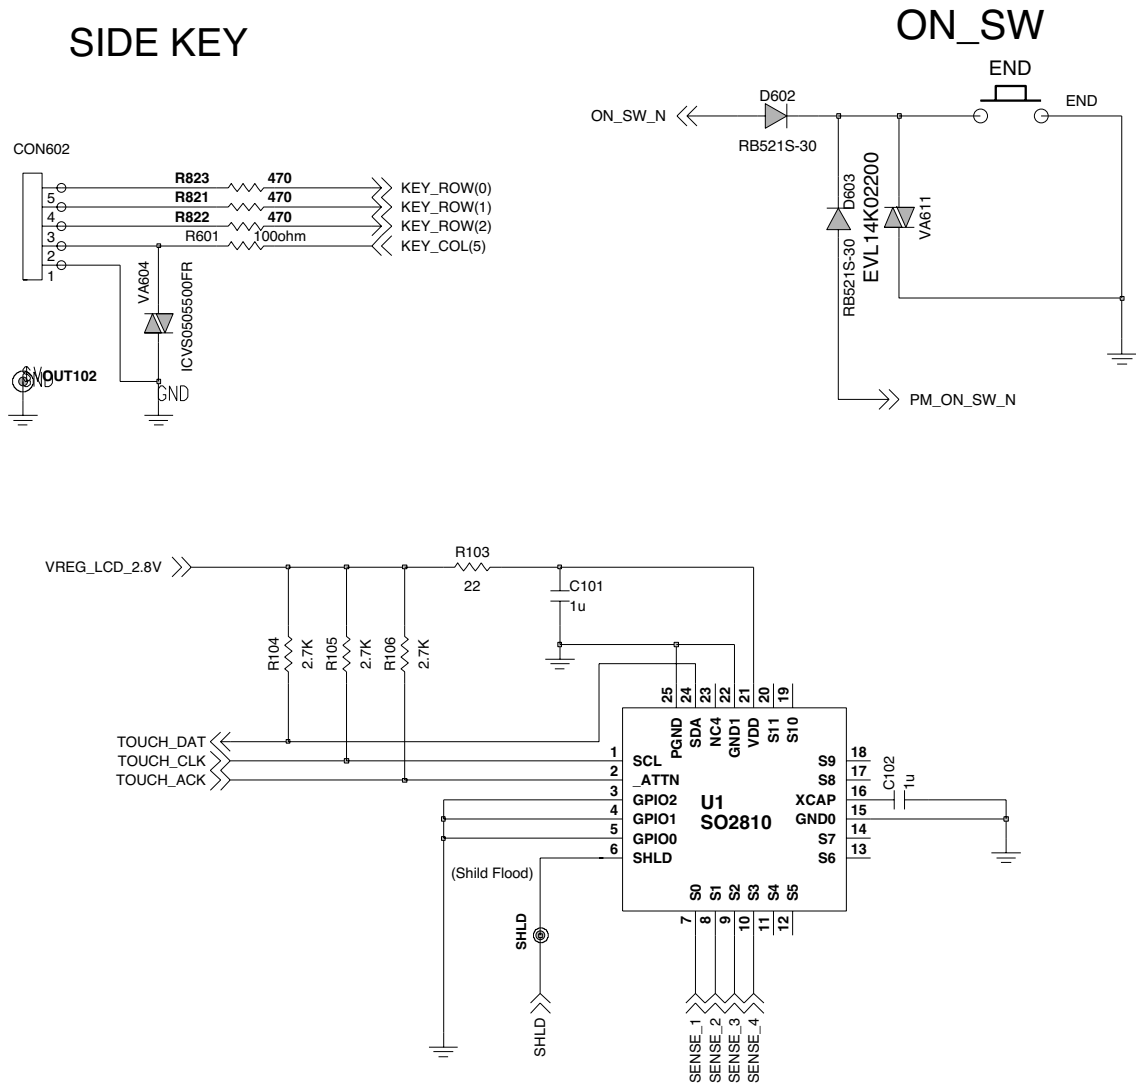 SIDE KEY
ON_SW
END
D602
ON_SW_N
END
RB521S-30
CON602
R823 470
KEY_ROW(0)
5
R821 470
KEY_ROW(1)
4
R822 470
KEY_ROW(2)
3
R601 100ohm
KEY_COL(5)
2
1
VA604
ICVS0505500FR
D603
RB521S-30
EVL14K02200
VA611
OUT102
GND
PM_ON_SW_N
VREG_LCD_2.8V
R103
22
C101
1u
R104
2.7K
R105
2.7K
R106
2.7K
25
24
23
22
21
20
19
PGND
SDA
NC4
GND1
VDD
S11
S10
TOUCH_DAT
TOUCH_CLK
TOUCH_ACK
1 SCL
2 _ATTN
3 GPIO2
4 GPIO1
5 GPIO0
6 SHLD
U1
SO2810
S9 18
S8 17
XCAP 16
GND0 15
S7 14
S6 13
C102
1u
(Shild Flood)
S0
S1
S2
S3
S4
S5
7
8
9
10
11
12
SHLD
SHLD
SENSE_1
SENSE_2
SENSE_3
SENSE_4